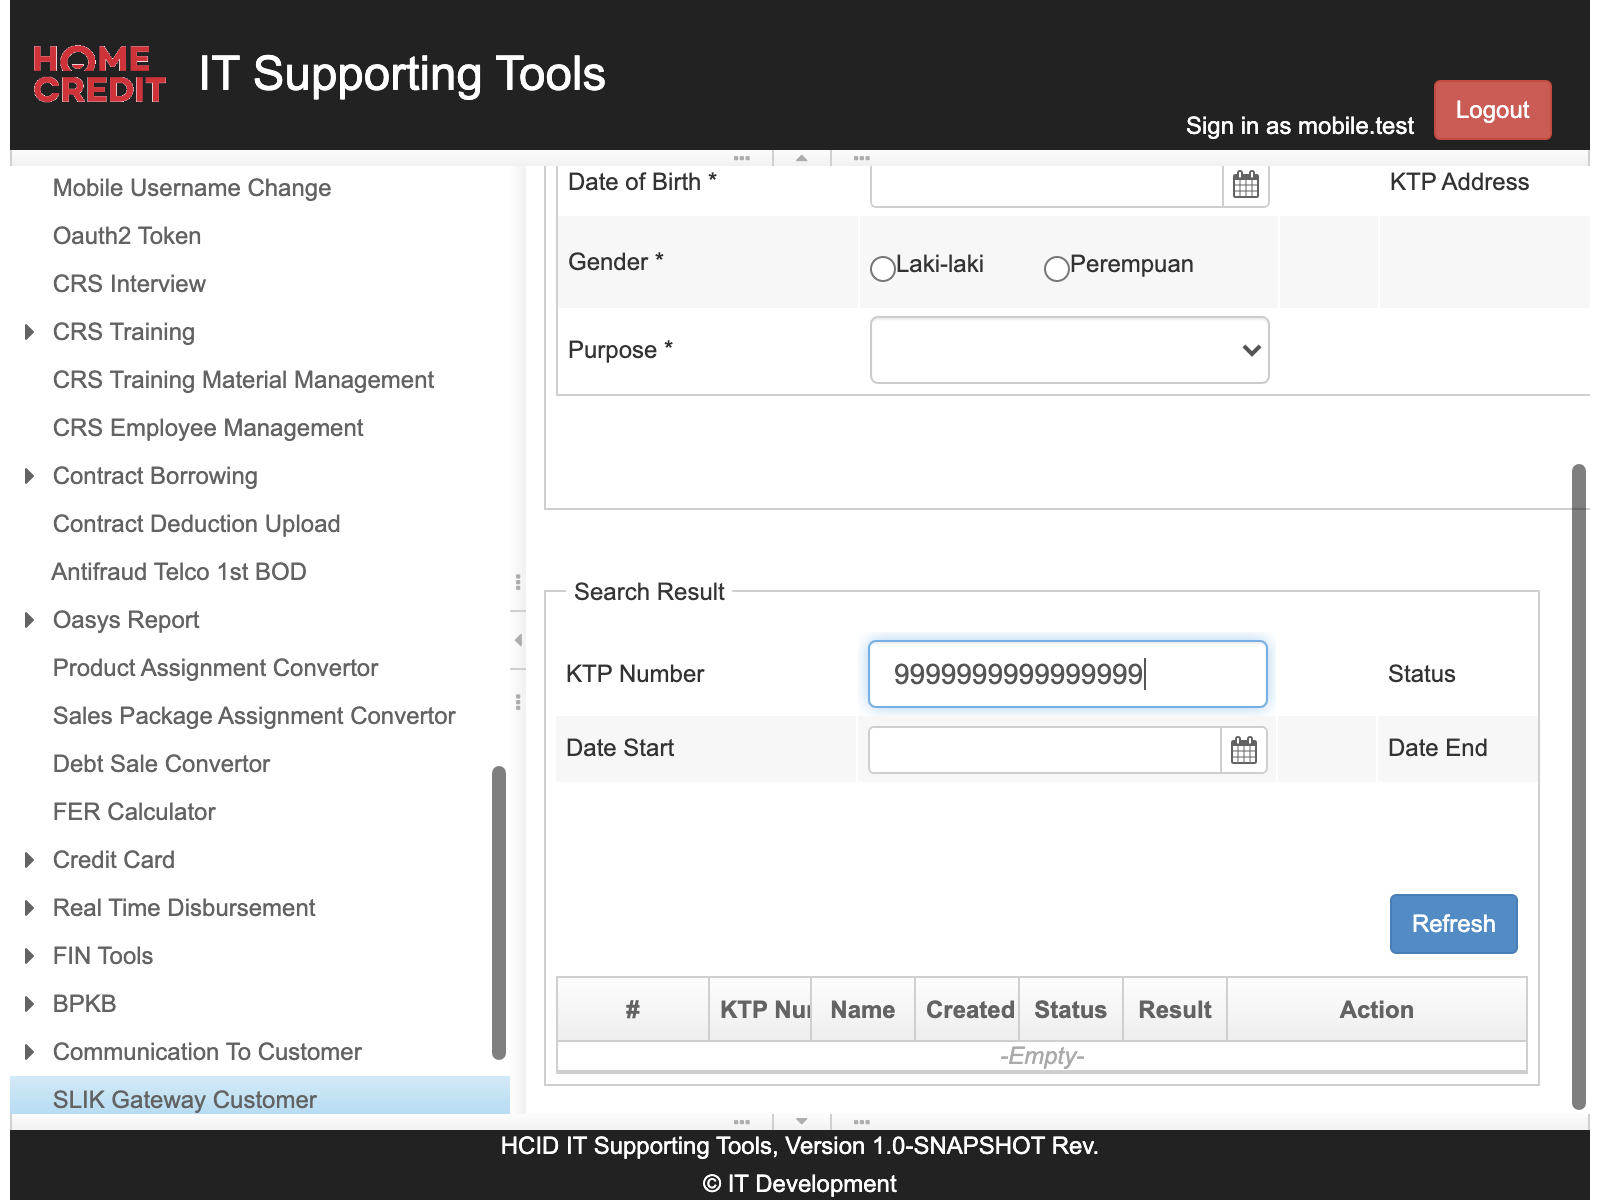 HOME
CREDIT
IT Supporting Tools
Sign in as mobile.test
Logout
Mobile Username Change
Oauth2 Token
CRS Interview
CRS Training
CRS Training Material Management
CRS Employee Management
Contract Borrowing
Contract Deduction Upload
Antifraud Telco 1st BOD
Oasys Report
Product Assignment Convertor
Sales Package Assignment Convertor
Debt Sale Convertor
FER Calculator
Credit Card
Real Time Disbursement
FIN Tools
BPKB
Communication To Customer
SLIK Gateway Customer
Date of Birth *
KTP Address
Gender *
Laki-laki
Perempuan
Purpose *
Search Result
KTP Number
9999999999999999
Status
Date Start
Date End
Refresh
# KTP Nu Name Created Status Result Action
-Empty-
HCID IT Supporting Tools, Version 1.0-SNAPSHOT Rev.
© IT Development